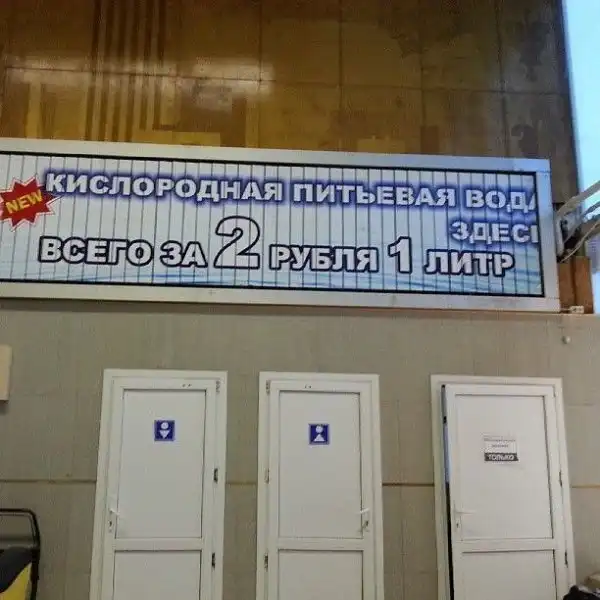 NEW
КИСЛОРОДНАЯ ПИТЬЕВАЯ ВОДА
ЗДЕСЬ
ВСЕГО ЗА 2 РУБЛЯ 1 ЛИТР
ТОЛЬКО